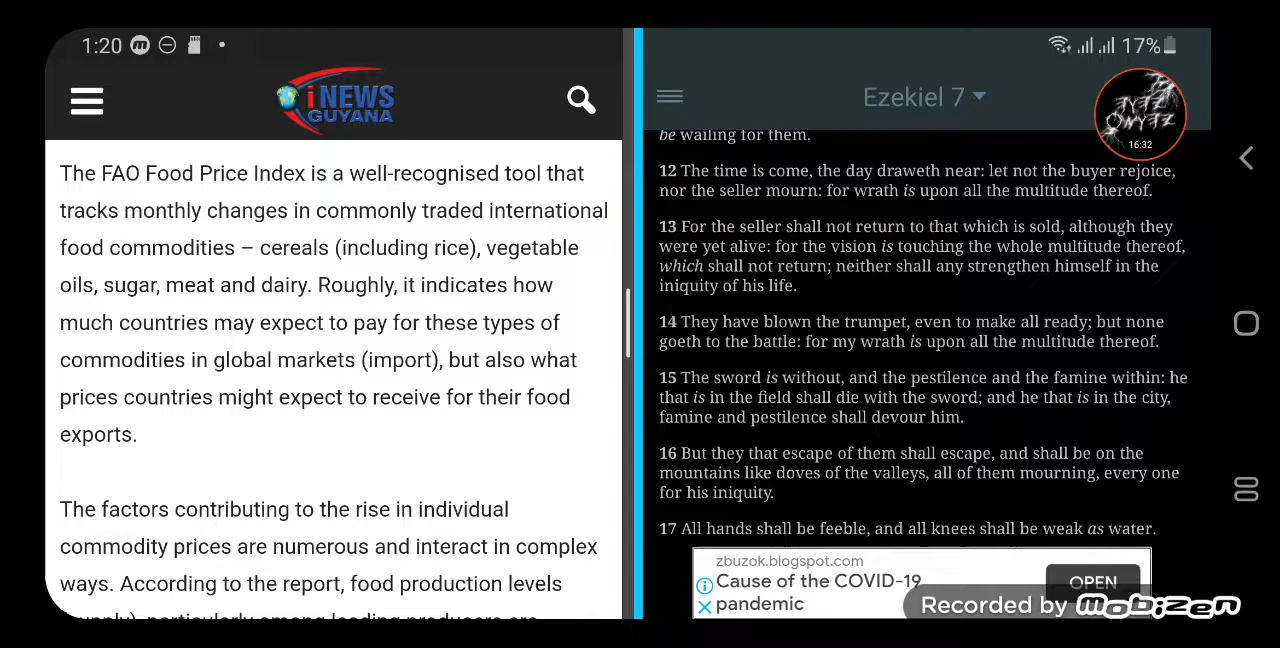 1:20
17%
iNEWS
GUYANA
The FAO Food Price Index is a well-recognised tool that
tracks monthly changes in commonly traded international
food commodities – cereals (including rice), vegetable
oils, sugar, meat and dairy. Roughly, it indicates how
much countries may expect to pay for these types of
commodities in global markets (import), but also what
prices countries might expect to receive for their food
exports.
The factors contributing to the rise in individual
commodity prices are numerous and interact in complex
ways. According to the report, food production levels
(supply), particularly among leading producers are
Ezekiel 7
16:32
be wailing for them.
12 The time is come, the day draweth near: let not the buyer rejoice,
nor the seller mourn: for wrath is upon all the multitude thereof.
13 For the seller shall not return to that which is sold, although they
were yet alive: for the vision is touching the whole multitude thereof,
which shall not return; neither shall any strengthen himself in the
iniquity of his life.
14 They have blown the trumpet, even to make all ready; but none
goeth to the battle: for my wrath is upon all the multitude thereof.
15 The sword is without, and the pestilence and the famine within: he
that is in the field shall die with the sword; and he that is in the city,
famine and pestilence shall devour him.
16 But they that escape of them shall escape, and shall be on the
mountains like doves of the valleys, all of them mourning, every one
for his iniquity.
17 All hands shall be feeble, and all knees shall be weak as water.
zbuzok.blogspot.com
Cause of the COVID-19
pandemic
OPEN
Recorded by mobizen